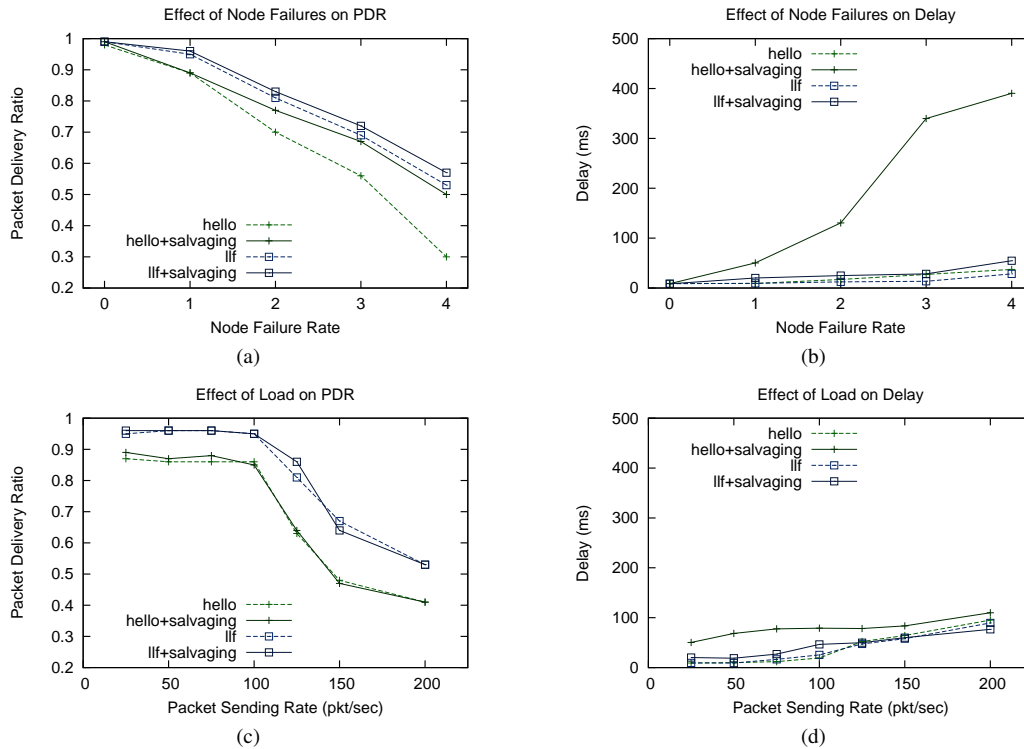 Effect of Node Failures on PDR
Packet Delivery Ratio
1
0.9
0.8
0.7
0.6
0.5
0.4
0.3
0.2
hello
hello+salvaging
llf
llf+salvaging
0 1 2 3 4
Node Failure Rate
(a)
Effect of Node Failures on Delay
Delay (ms)
500
400
300
200
100
0
hello
hello+salvaging
llf
llf+salvaging
0 1 2 3 4
Node Failure Rate
(b)
Effect of Load on PDR
Packet Delivery Ratio
1
0.9
0.8
0.7
0.6
0.5
0.4
0.3
0.2
hello
hello+salvaging
llf
llf+salvaging
0 50 100 150 200
Packet Sending Rate (pkt/sec)
(c)
Effect of Load on Delay
Delay (ms)
500
400
300
200
100
0
hello
hello+salvaging
llf
llf+salvaging
0 50 100 150 200
Packet Sending Rate (pkt/sec)
(d)